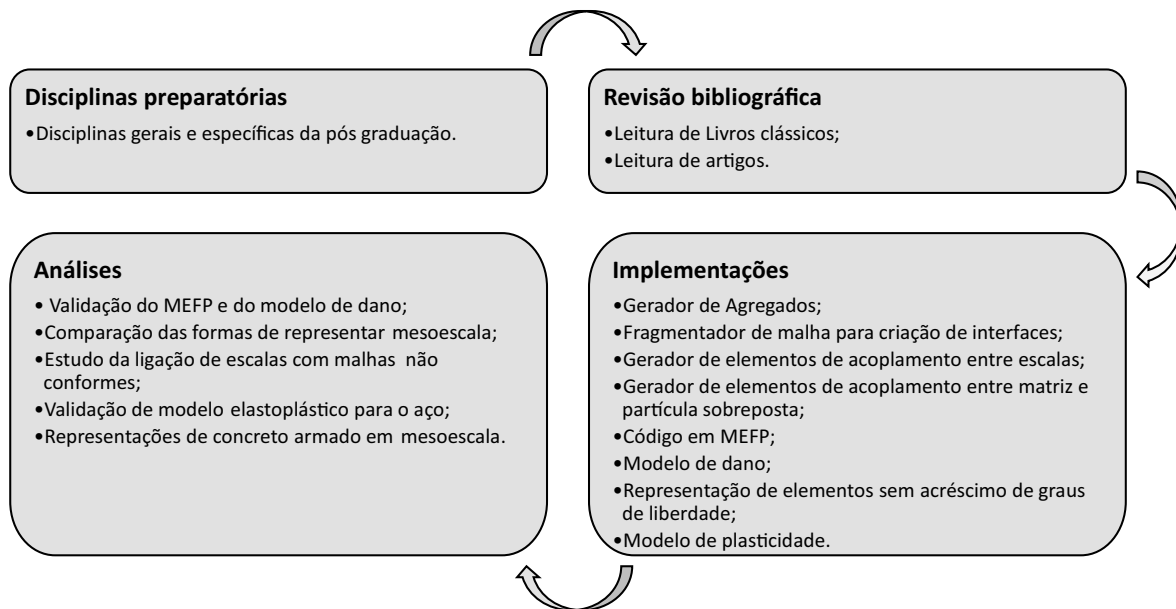 Disciplinas preparatórias
•Disciplinas gerais e específicas da pós graduação.
Revisão bibliográfica
•Leitura de Livros clássicos;
•Leitura de artigos.
Implementações
•Gerador de Agregados;
•Fragmentador de malha para criação de interfaces;
•Gerador de elementos de acoplamento entre escalas;
•Gerador de elementos de acoplamento entre matriz e
partícula sobreposta;
•Código em MEFP;
•Modelo de dano;
•Representação de elementos sem acréscimo de graus
de liberdade;
•Modelo de plasticidade.
Análises
• Validação do MEFP e do modelo de dano;
•Comparação das formas de representar mesoescala;
•Estudo da ligação de escalas com malhas não
conformes;
•Validação de modelo elastoplástico para o aço;
•Representações de concreto armado em mesoescala.